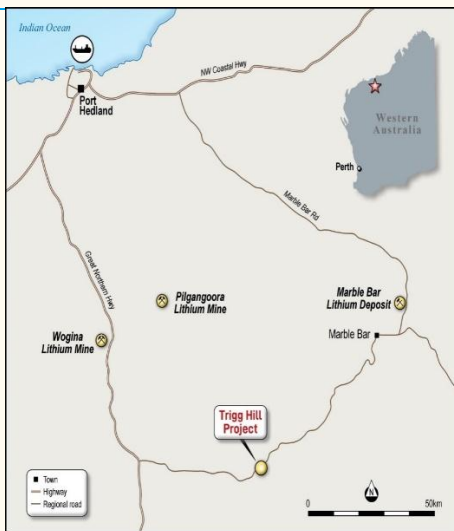 Indian Ocean
Port
Hedland
NW Coastal Hwy
Western
Australia
Perth
Marble Bar Rd
Great Northern Hwy
Pilgangoora
Lithium Mine
Marble Bar
Lithium Deposit
Wogina
Lithium Mine
Marble Bar
Trigg Hill
Project
Town
Highway
Regional road
N
0
50km